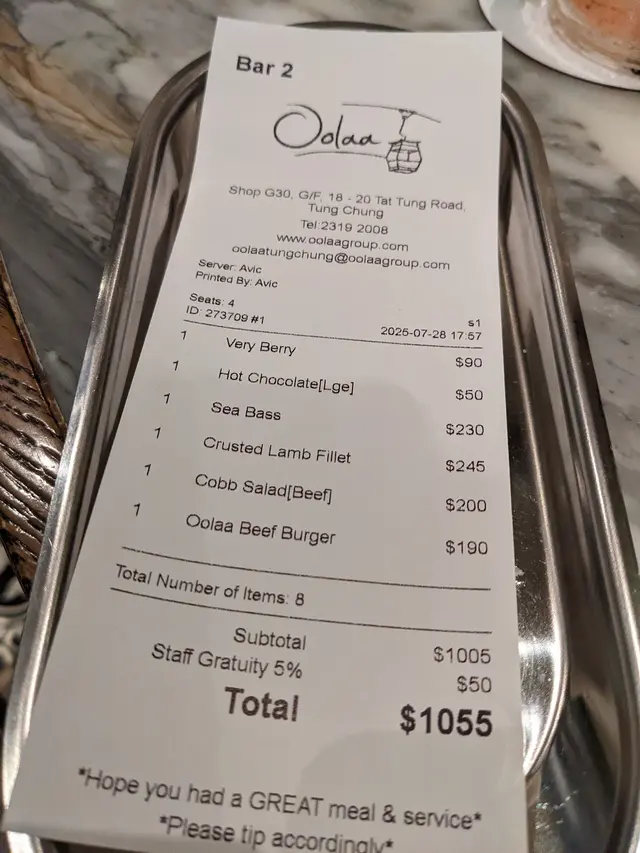 Bar 2
Oolaa
Shop G30, G/F, 18 - 20 Tat Tung Road,
Tung Chung
Tel:2319 2008
www.oolaagroup.com
oolaatungchung@oolaagroup.com
Server: Avic
Printed By: Avic
s1
Seats: 4
ID: 273709 #1 2025-07-28 17:57
1 Very Berry $90
1 Hot Chocolate[Lge] $50
1 Sea Bass $230
1 Crusted Lamb Fillet $245
1 Cobb Salad[Beef] $200
1 Oolaa Beef Burger $190
Total Number of Items: 8
Subtotal $1005
Staff Gratuity 5% $50
Total $1055
*Hope you had a GREAT meal & service*
*Please tip accordingly*